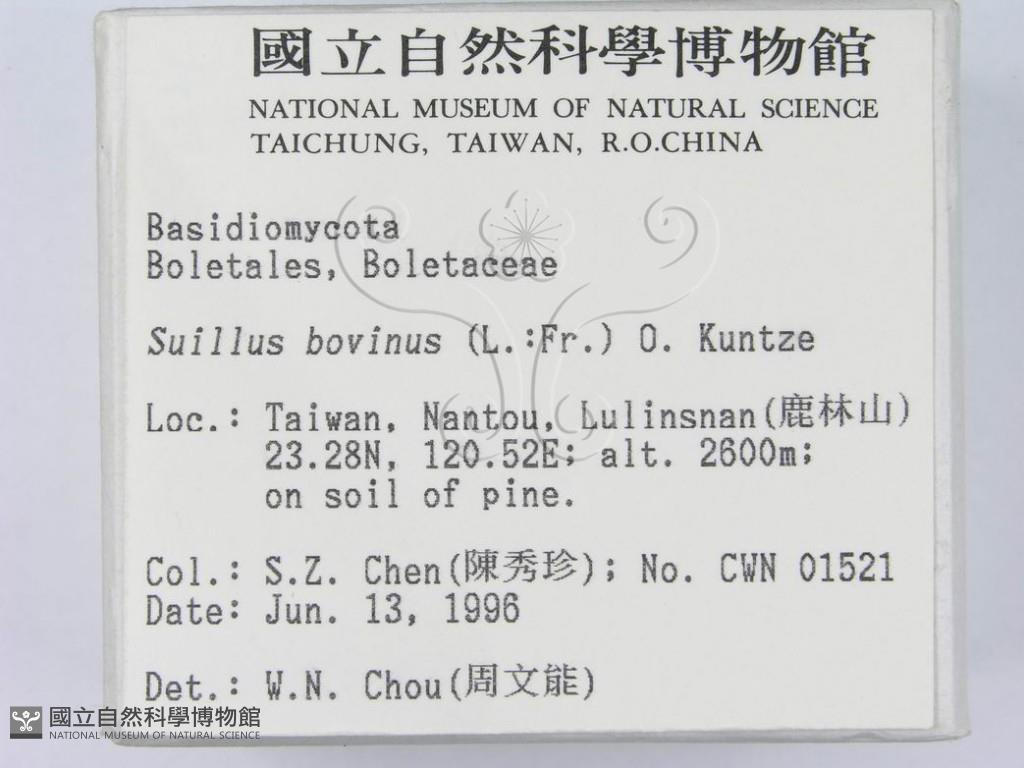 國立自然科學博物館
NATIONAL MUSEUM OF NATURAL SCIENCE
TAICHUNG, TAIWAN, R.O.CHINA
Basidiomycota
Boletales, Boletaceae
Suillus bovinus (L.:Fr.) O. Kuntze
Loc.: Taiwan, Nantou, Lulinsnan(鹿林山)
23.28N, 120.52E; alt. 2600m;
on soil of pine.
Col.: S.Z. Chen(陳秀珍); No. CWN 01521
Date: Jun. 13, 1996
Det.: W.N. Chou(周文能)
國立自然科學博物館
NATIONAL MUSEUM OF NATURAL SCIENCE